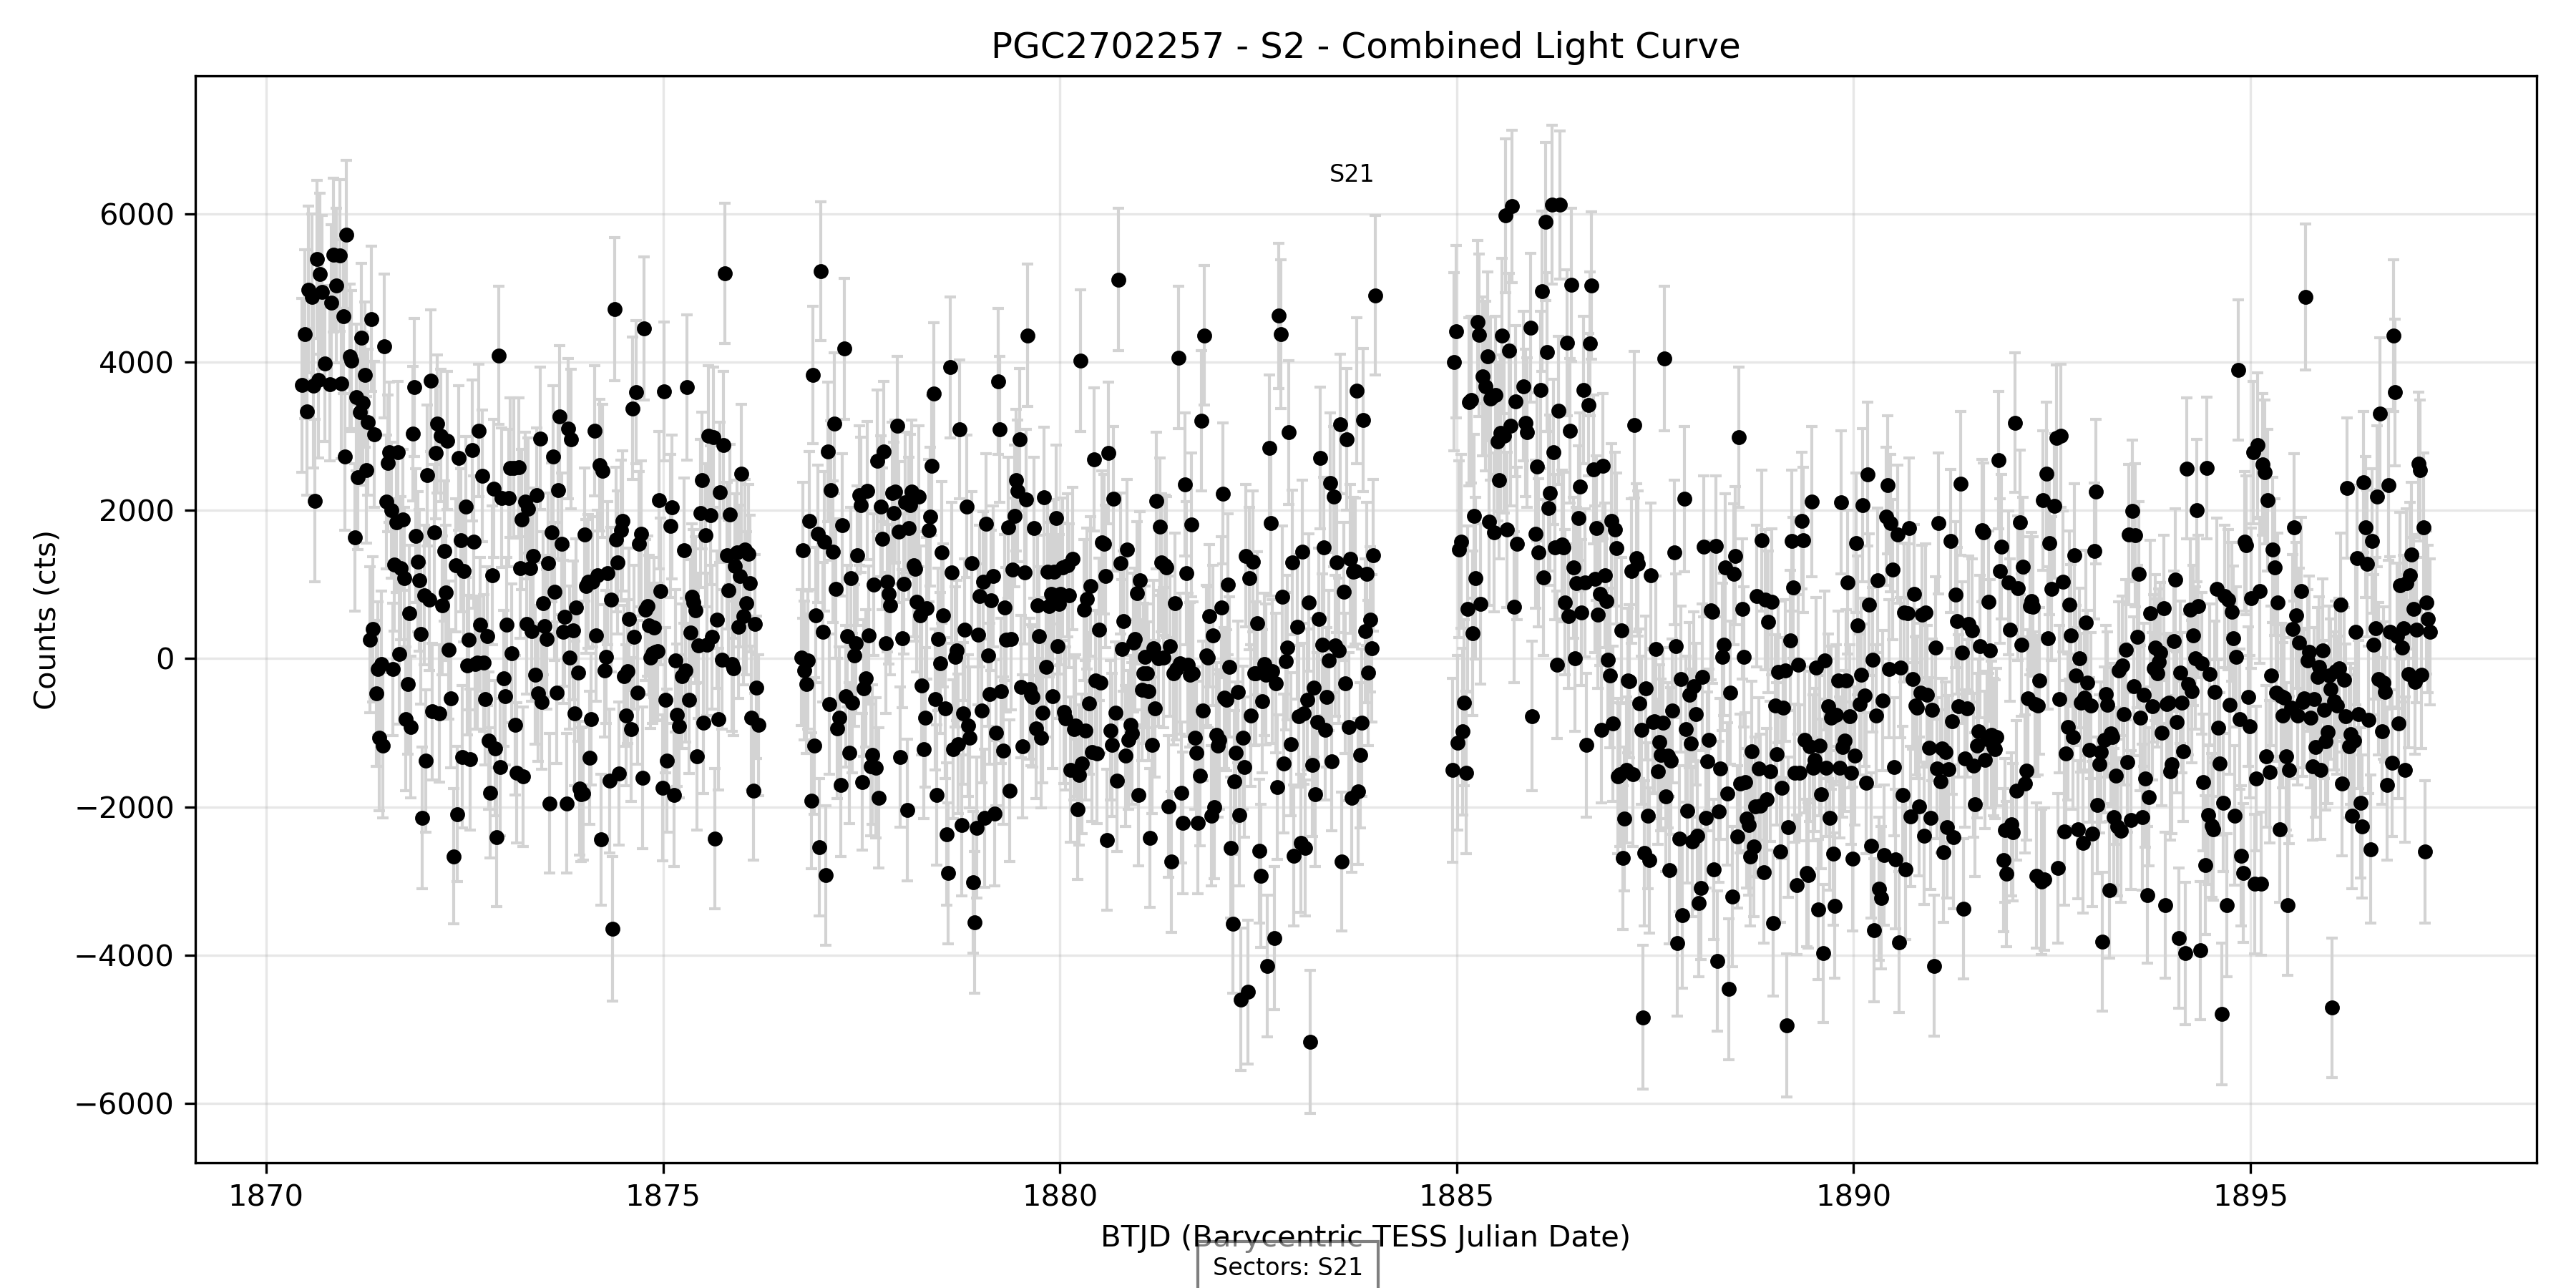 PGC2702257 - S2 - Combined Light Curve
S21
6000
4000
2000
0
−2000
−4000
−6000
Counts (cts)
1870 1875 1880 1885 1890 1895
BTJD (Barycentric TESS Julian Date)
Sectors: S21